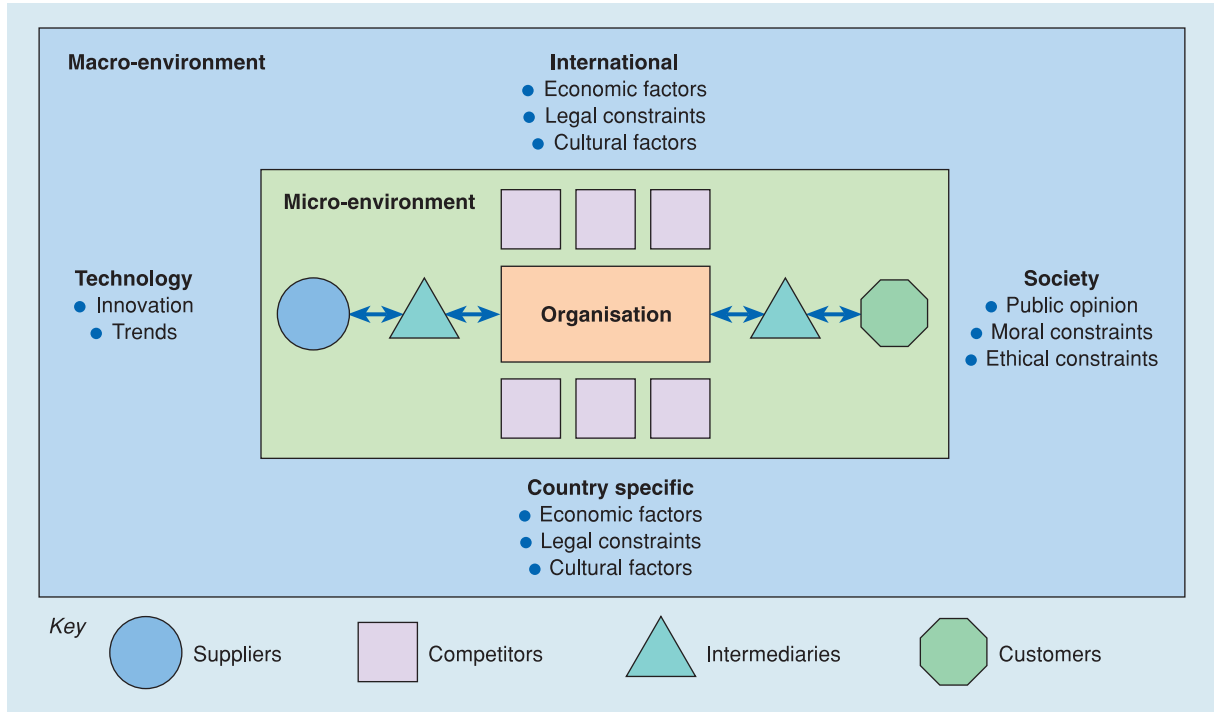 Macro-environment
International
Economic factors
Legal constraints
Cultural factors
Micro-environment
Technology
Innovation
Trends
Organisation
Society
Public opinion
Moral constraints
Ethical constraints
Country specific
Economic factors
Legal constraints
Cultural factors
Key
Suppliers
Competitors
Intermediaries
Customers